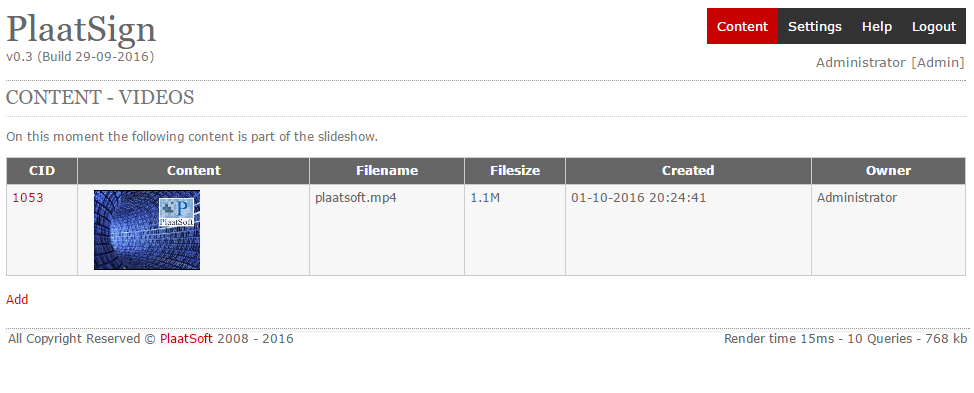 PlaatSign
v0.3 (Build 29-09-2016)
Content Settings Help Logout
Administrator [Admin]
CONTENT - VIDEOS
On this moment the following content is part of the slideshow.
CID Content Filename Filesize Created Owner
1053 plaatsoft.mp4 1.1M 01-10-2016 20:24:41 Administrator
P
PlaatSoft
Add
All Copyright Reserved © PlaatSoft 2008 - 2016
Render time 15ms - 10 Queries - 768 kb